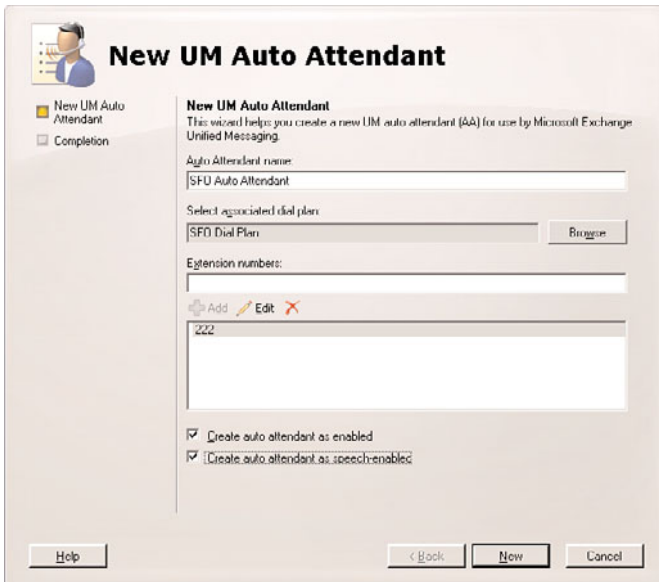 New UM Auto Attendant
New UM Auto
Attendant
Completion
New UM Auto Attendant
This wizard helps you create a new UM auto attendant (AA) for use by Microsoft Exchange
Unified Messaging.
Auto Attendant name:
SFO Auto Attendant
Select associated dial plan:
SFO Dial Plan
Browse
Extension numbers:
Add Edit
222
Create auto attendant as enabled
Create auto attendant as speech-enabled
Help
< Back
New
Cancel